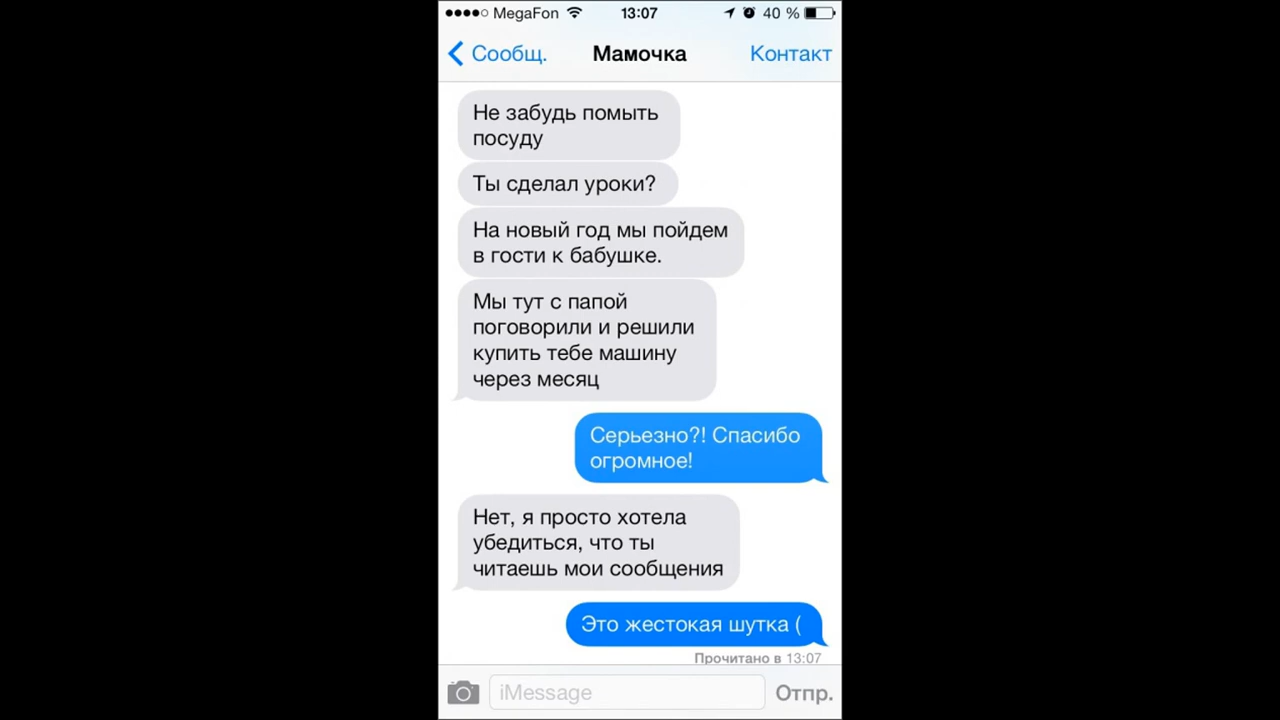 MegaFon 13:07 40 %
Сообщ. Мамочка Контакт
Не забудь помыть
посуду
Ты сделал уроки?
На новый год мы пойдем
в гости к бабушке.
Мы тут с папой
поговорили и решили
купить тебе машину
через месяц
Серьезно?! Спасибо
огромное!
Нет, я просто хотела
убедиться, что ты
читаешь мои сообщения
Это жестокая шутка (
Прочитано в 13:07
iMessage Отпр.